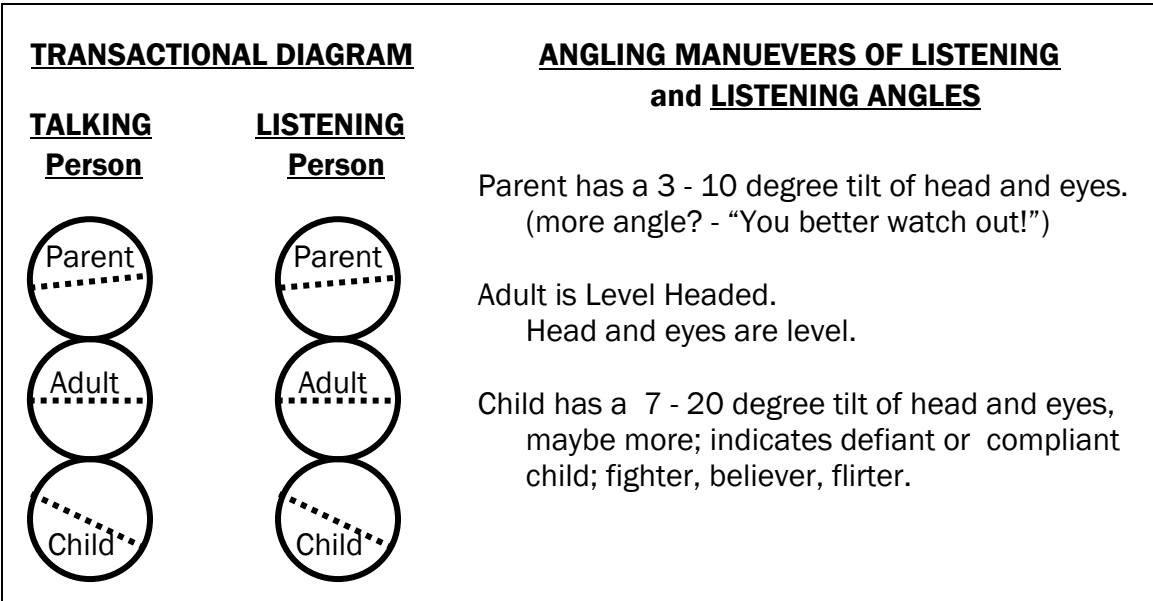 TRANSACTIONAL DIAGRAM
TALKING LISTENING
Person Person
Parent Parent
Adult Adult
Child Child
ANGLING MANUEVERS OF LISTENING
and LISTENING ANGLES
Parent has a 3 - 10 degree tilt of head and eyes.
(more angle? - “You better watch out!”)
Adult is Level Headed.
Head and eyes are level.
Child has a 7 - 20 degree tilt of head and eyes,
maybe more; indicates defiant or compliant
child; fighter, believer, flirter.